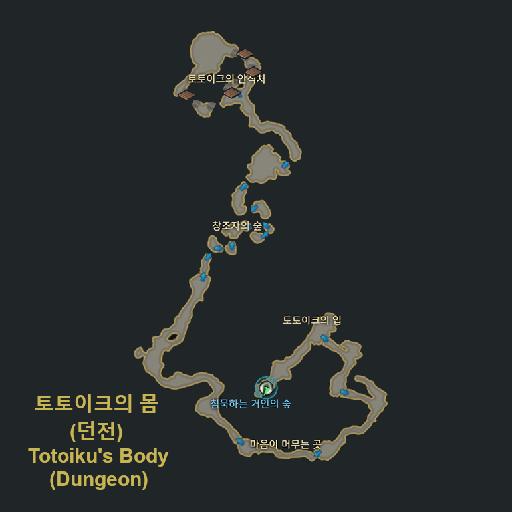 토토이크의 안식처
창조자의 숲
토토이크의 입
침묵하는 거인의 숲
마음이 머무는 곳
토토이크의 몸
(던전)
Totoiku's Body
(Dungeon)